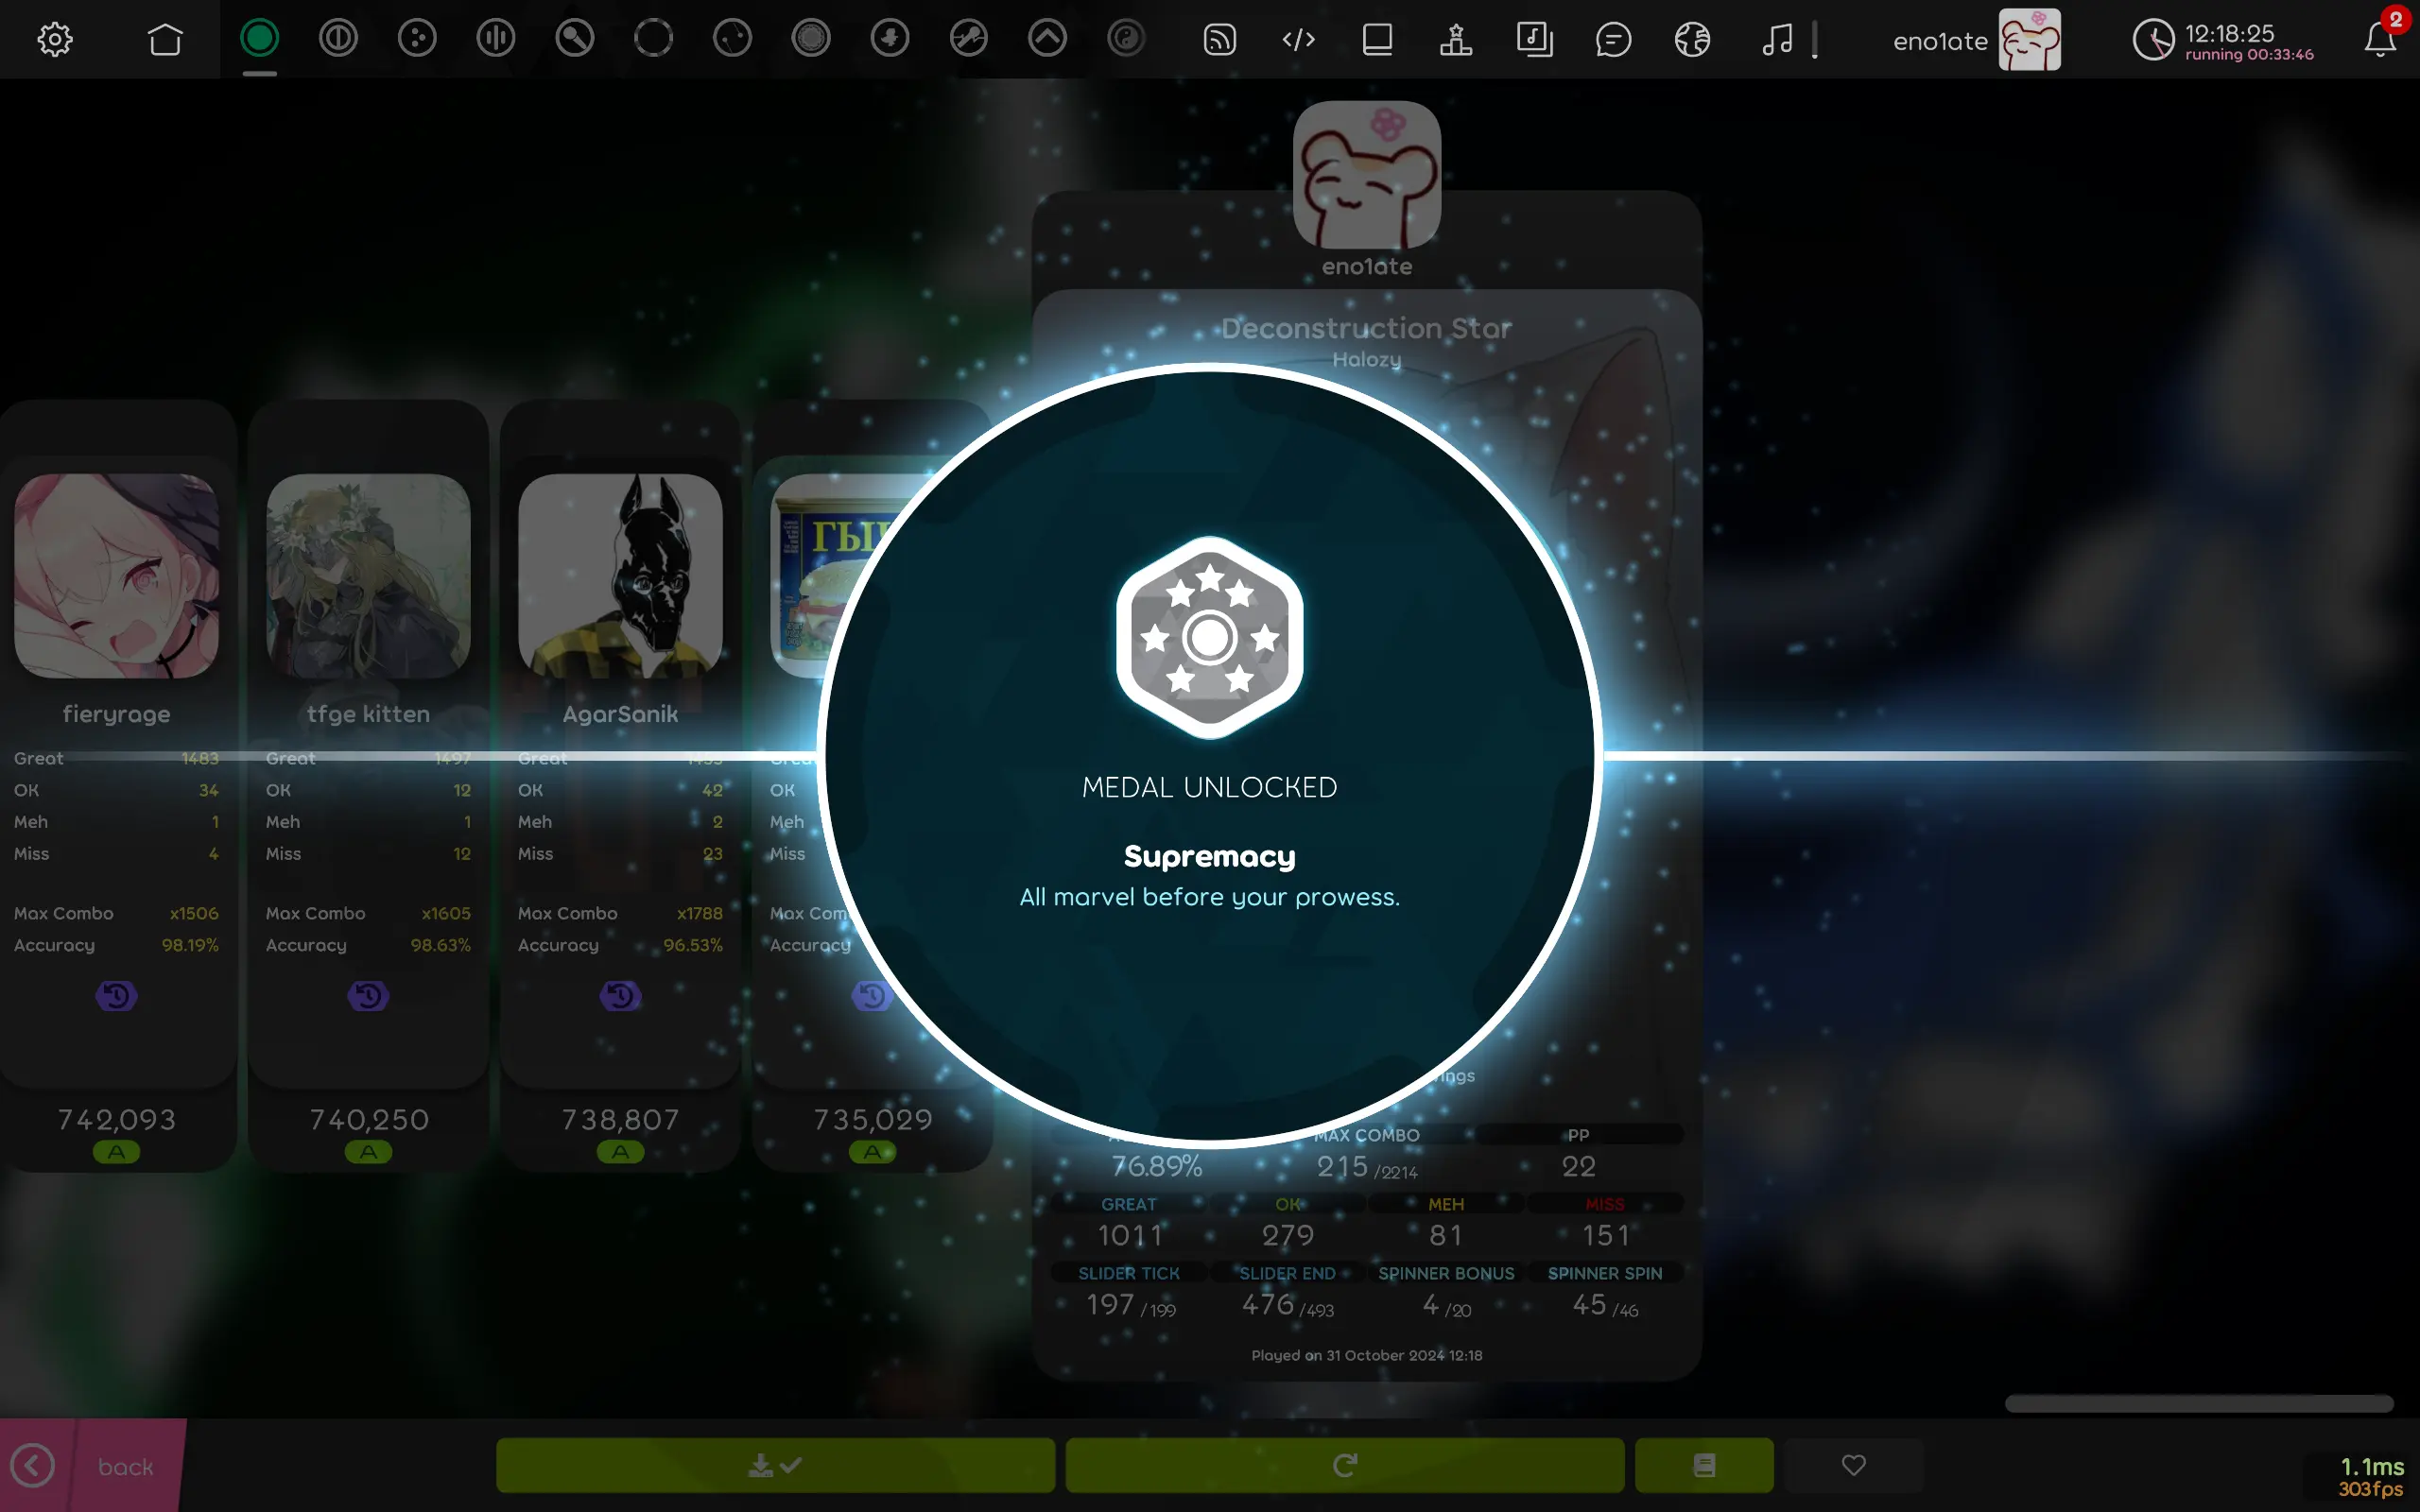 eno1ate
12:18:25
running 00:33:46
2
eno1ate
Deconstruction Star
Halozy
fieryrage
Great 1483
OK 34
Meh 1
Miss 4
Max Combo x1506
Accuracy 98.19%
742,093
A
tfge kitten
Great 1497
OK 12
Meh 1
Miss 12
Max Combo x1605
Accuracy 98.63%
740,250
A
AgarSanik
Great
OK 42
Meh 2
Miss 23
Max Combo x1788
Accuracy 96.53%
738,807
A
OK
Meh
Miss
Accuracy
735,029
A
MEDAL UNLOCKED
Supremacy
All marvel before your prowess.
MAX COMBO PP
76.89% 215 /2214 22
GREAT OK MEH MISS
1011 279 81 151
SLIDER TICK SLIDER END SPINNER BONUS SPINNER SPIN
197 /199 476 /493 4 /20 45 /46
Played on 31 October 2024 12:18
back
1.1ms
303fps